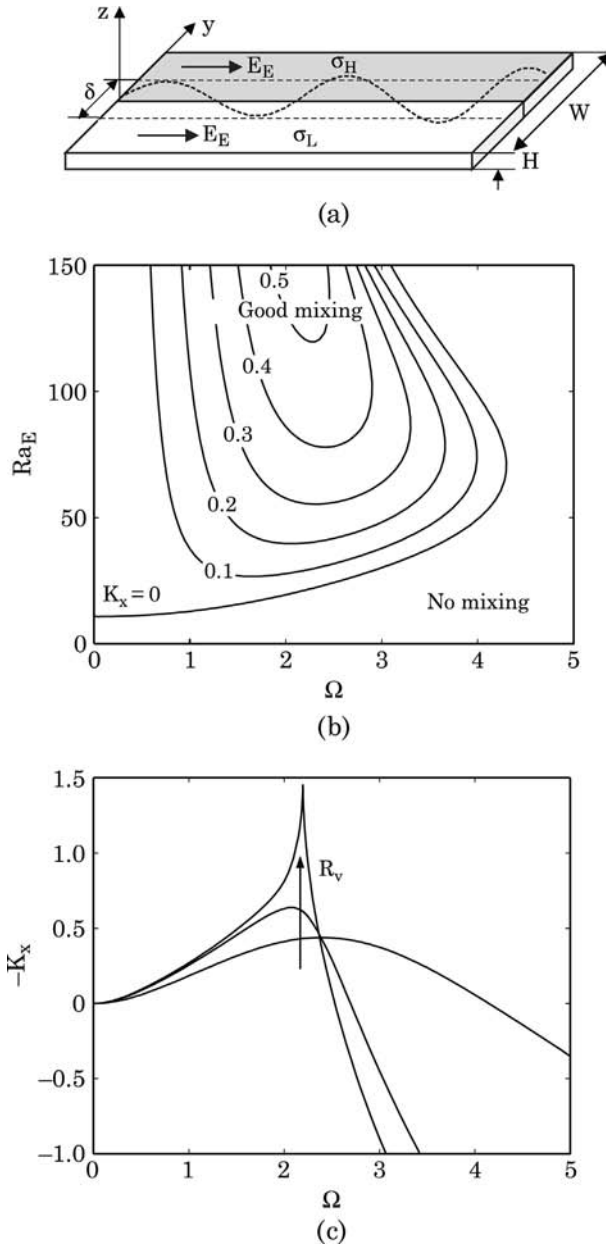 z
y
E_E
σ_H
δ
E_E
σ_L
W
H
(a)
150
0.5
Good mixing
100
0.4
Ra_E
0.3
50
0.2
0.1
K_x = 0
No mixing
0
0 1 2 3 4 5
Ω
(b)
1.5
1.0
R_v
0.5
−K_x
0
−0.5
−1.0
0 1 2 3 4 5
Ω
(c)